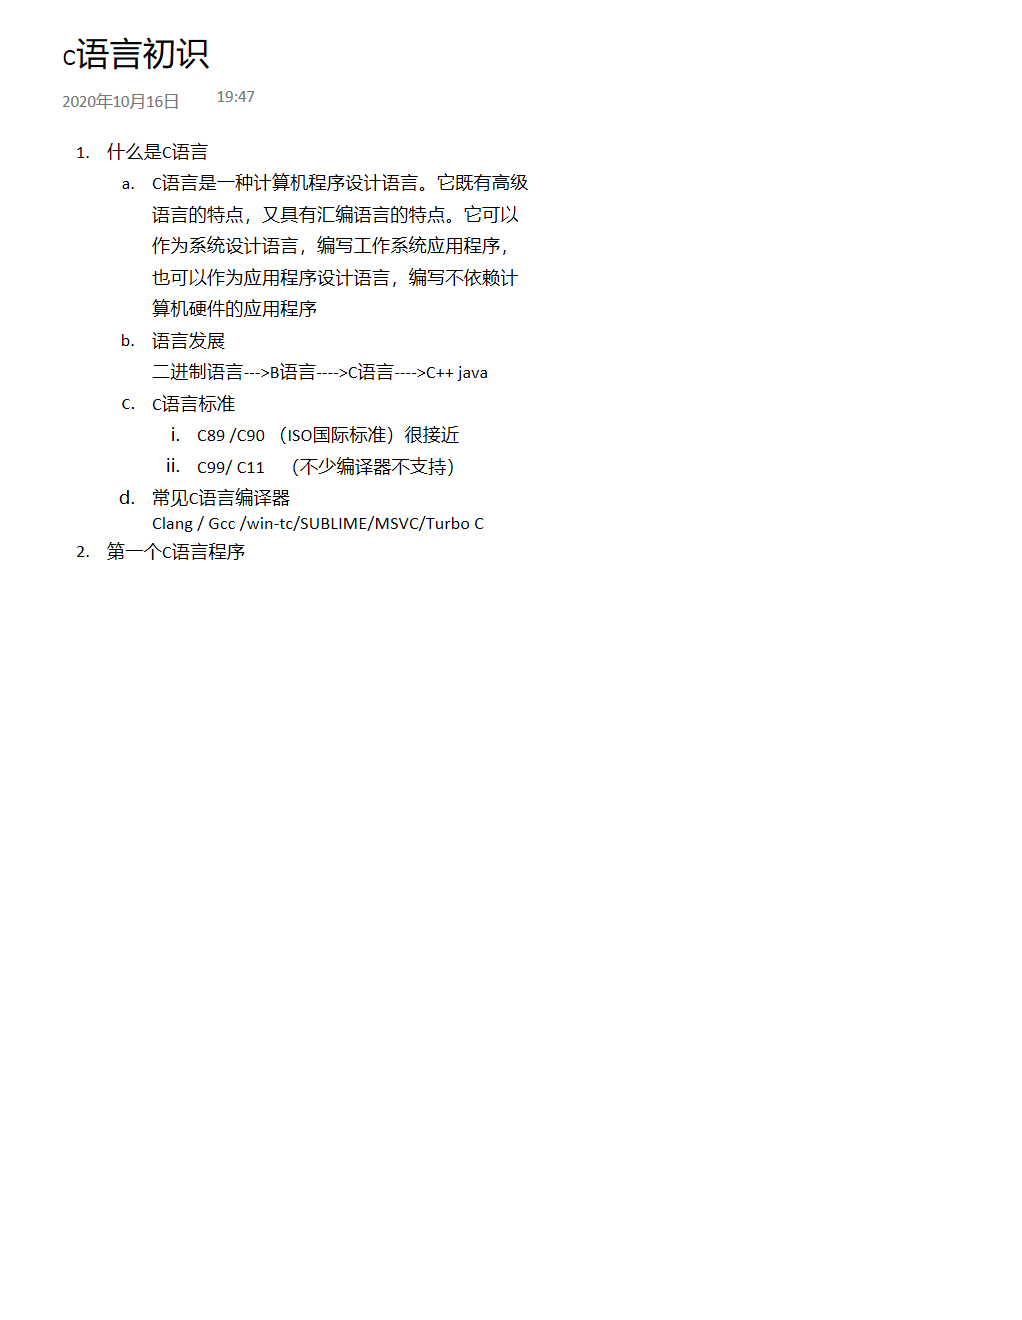 c语言初识
2020年10月16日 19:47
1. 什么是C语言
a. C语言是一种计算机程序设计语言。它既有高级
语言的特点，又具有汇编语言的特点。它可以
作为系统设计语言，编写工作系统应用程序，
也可以作为应用程序设计语言，编写不依赖计
算机硬件的应用程序
b. 语言发展
二进制语言--->B语言---->C语言---->C++ java
c. C语言标准
i. C89 /C90 （ISO国际标准）很接近
ii. C99/ C11 （不少编译器不支持）
d. 常见C语言编译器
Clang / Gcc /win-tc/SUBLIME/MSVC/Turbo C
2. 第一个C语言程序